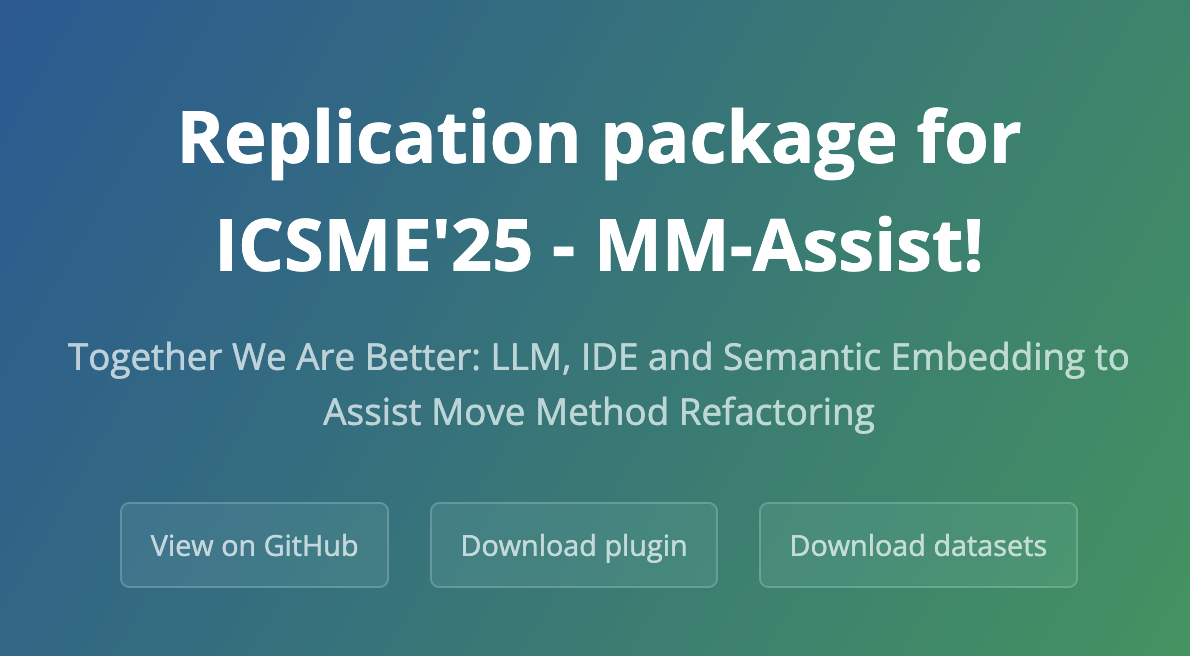 Replication package for
ICSME'25 - MM-Assist!
Together We Are Better: LLM, IDE and Semantic Embedding to
Assist Move Method Refactoring
View on GitHub
Download plugin
Download datasets